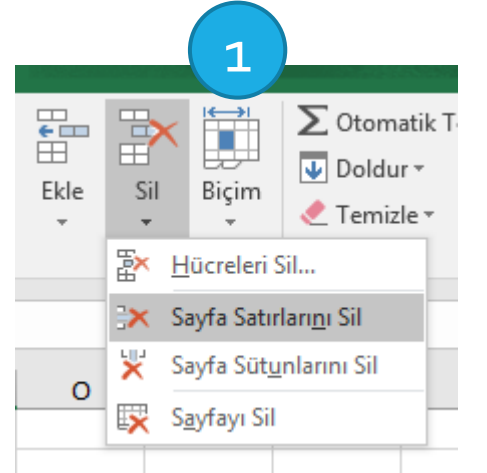 1
Ekle
Sil
Biçim
Σ Otomatik T
Doldur
Temizle
Hücreleri Sil...
Sayfa Satırlarını Sil
Sayfa Sütunlarını Sil
Sayfayı Sil
O